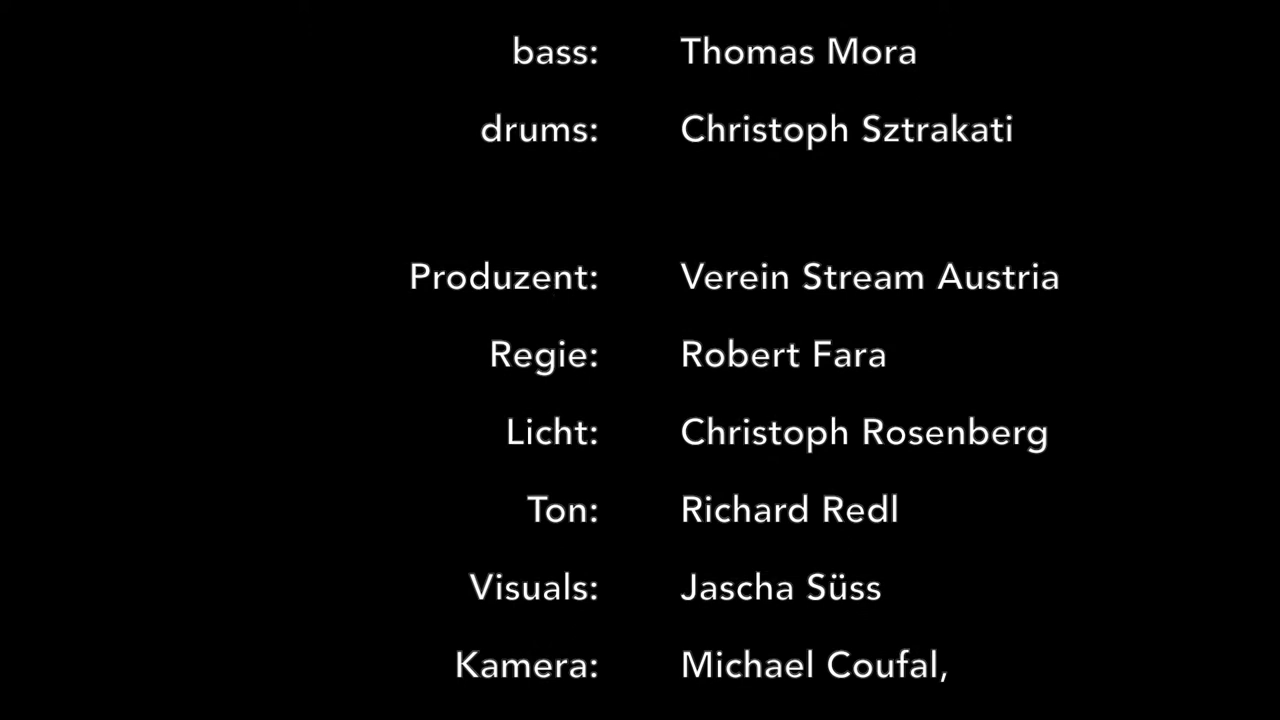 bass: Thomas Mora
drums: Christoph Sztrakati
Produzent: Verein Stream Austria
Regie: Robert Fara
Licht: Christoph Rosenberg
Ton: Richard Redl
Visuals: Jascha Süss
Kamera: Michael Coufal,